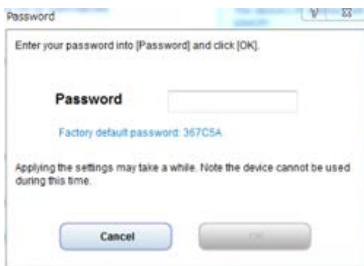 Password
Enter your password into [Password] and click [OK].
Password
Factory default password: 367C5A
Applying the settings may take a while. Note the device cannot be used
during this time.
Cancel
OK